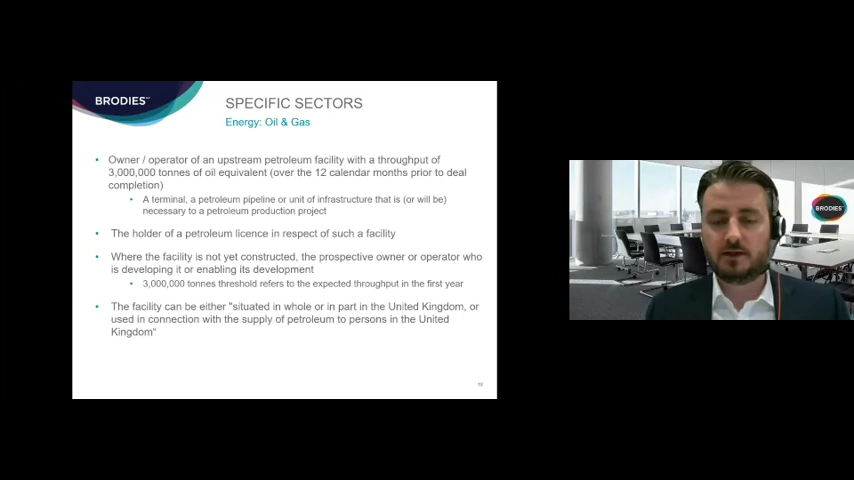 BRODIES LLP
SPECIFIC SECTORS
Energy: Oil & Gas
• Owner / operator of an upstream petroleum facility with a throughput of
3,000,000 tonnes of oil equivalent (over the 12 calendar months prior to deal
completion)
• A terminal, a petroleum pipeline or unit of infrastructure that is (or will be)
necessary to a petroleum production project
• The holder of a petroleum licence in respect of such a facility
• Where the facility is not yet constructed, the prospective owner or operator who
is developing it or enabling its development
• 3,000,000 tonnes threshold refers to the expected throughput in the first year
• The facility can be either "situated in whole or in part in the United Kingdom, or
used in connection with the supply of petroleum to persons in the United
Kingdom"
BRODIES